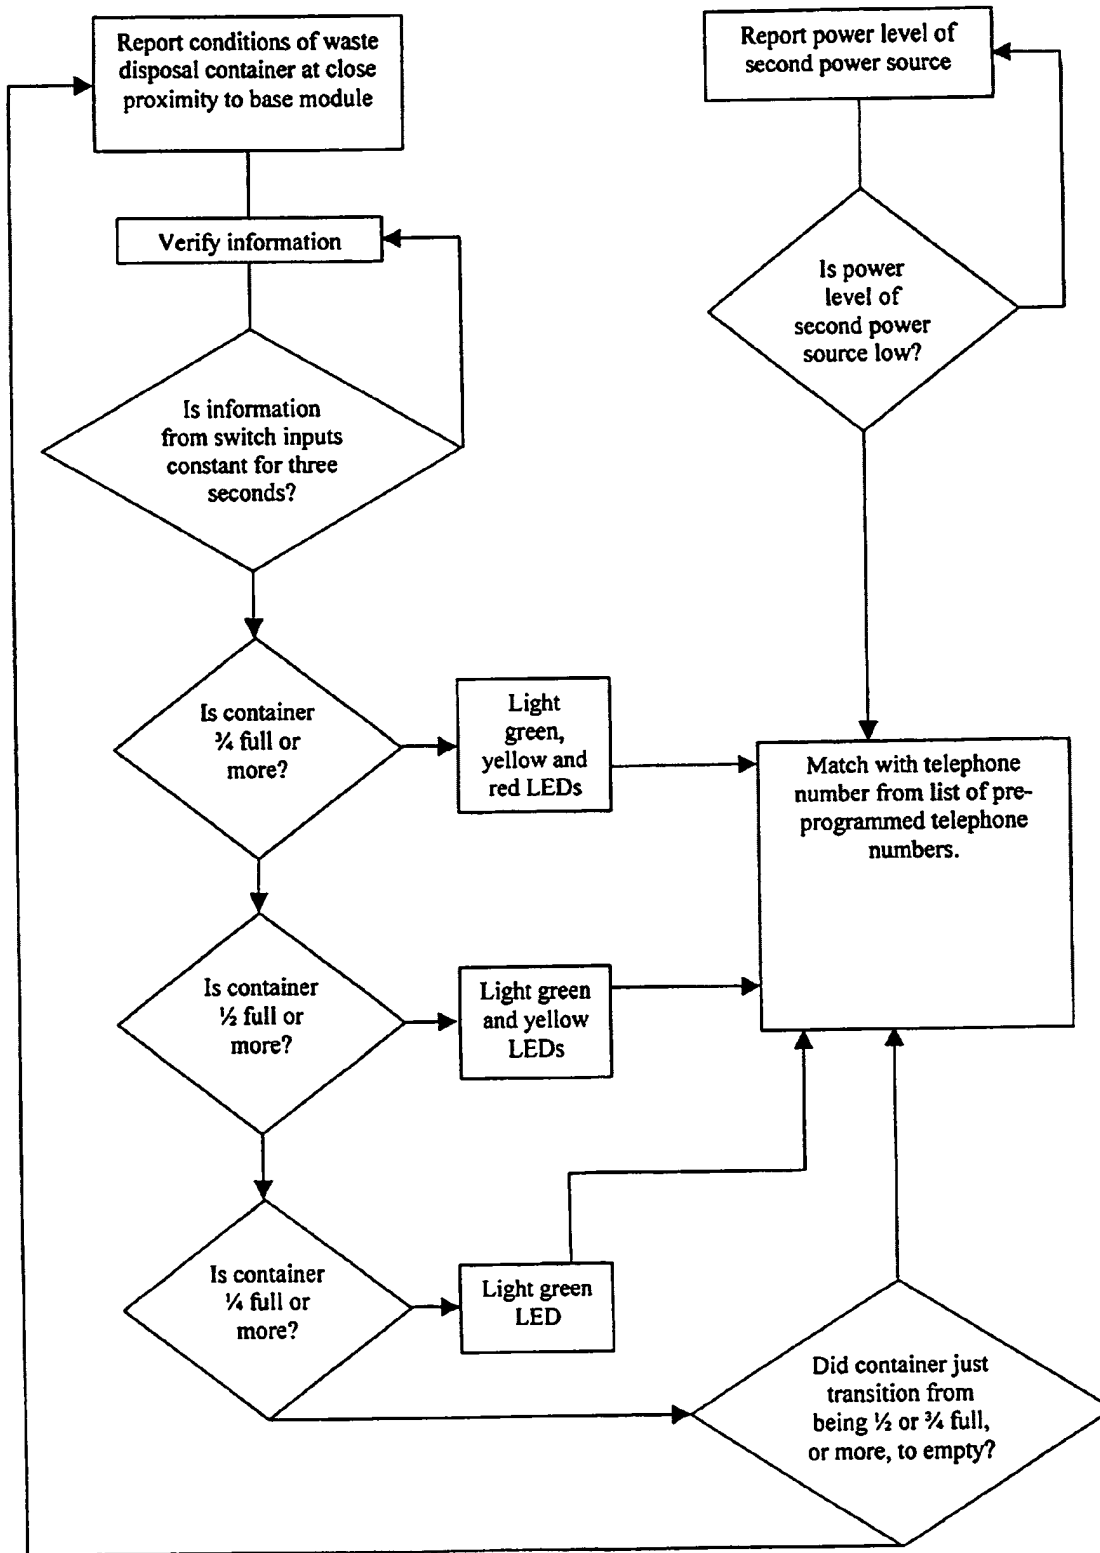 Report conditions of waste
disposal container at close
proximity to base module
Report power level of
second power source
Verify information
Is power
level of
second power
source low?
Is information
from switch inputs
constant for three
seconds?
Is container
¾ full or
more?
Light
green,
yellow and
red LEDs
Match with telephone
number from list of pre-
programmed telephone
numbers.
Is container
½ full or
more?
Light green
and yellow
LEDs
Is container
¼ full or
more?
Light green
LED
Did container just
transition from
being ½ or ¾ full,
or more, to empty?